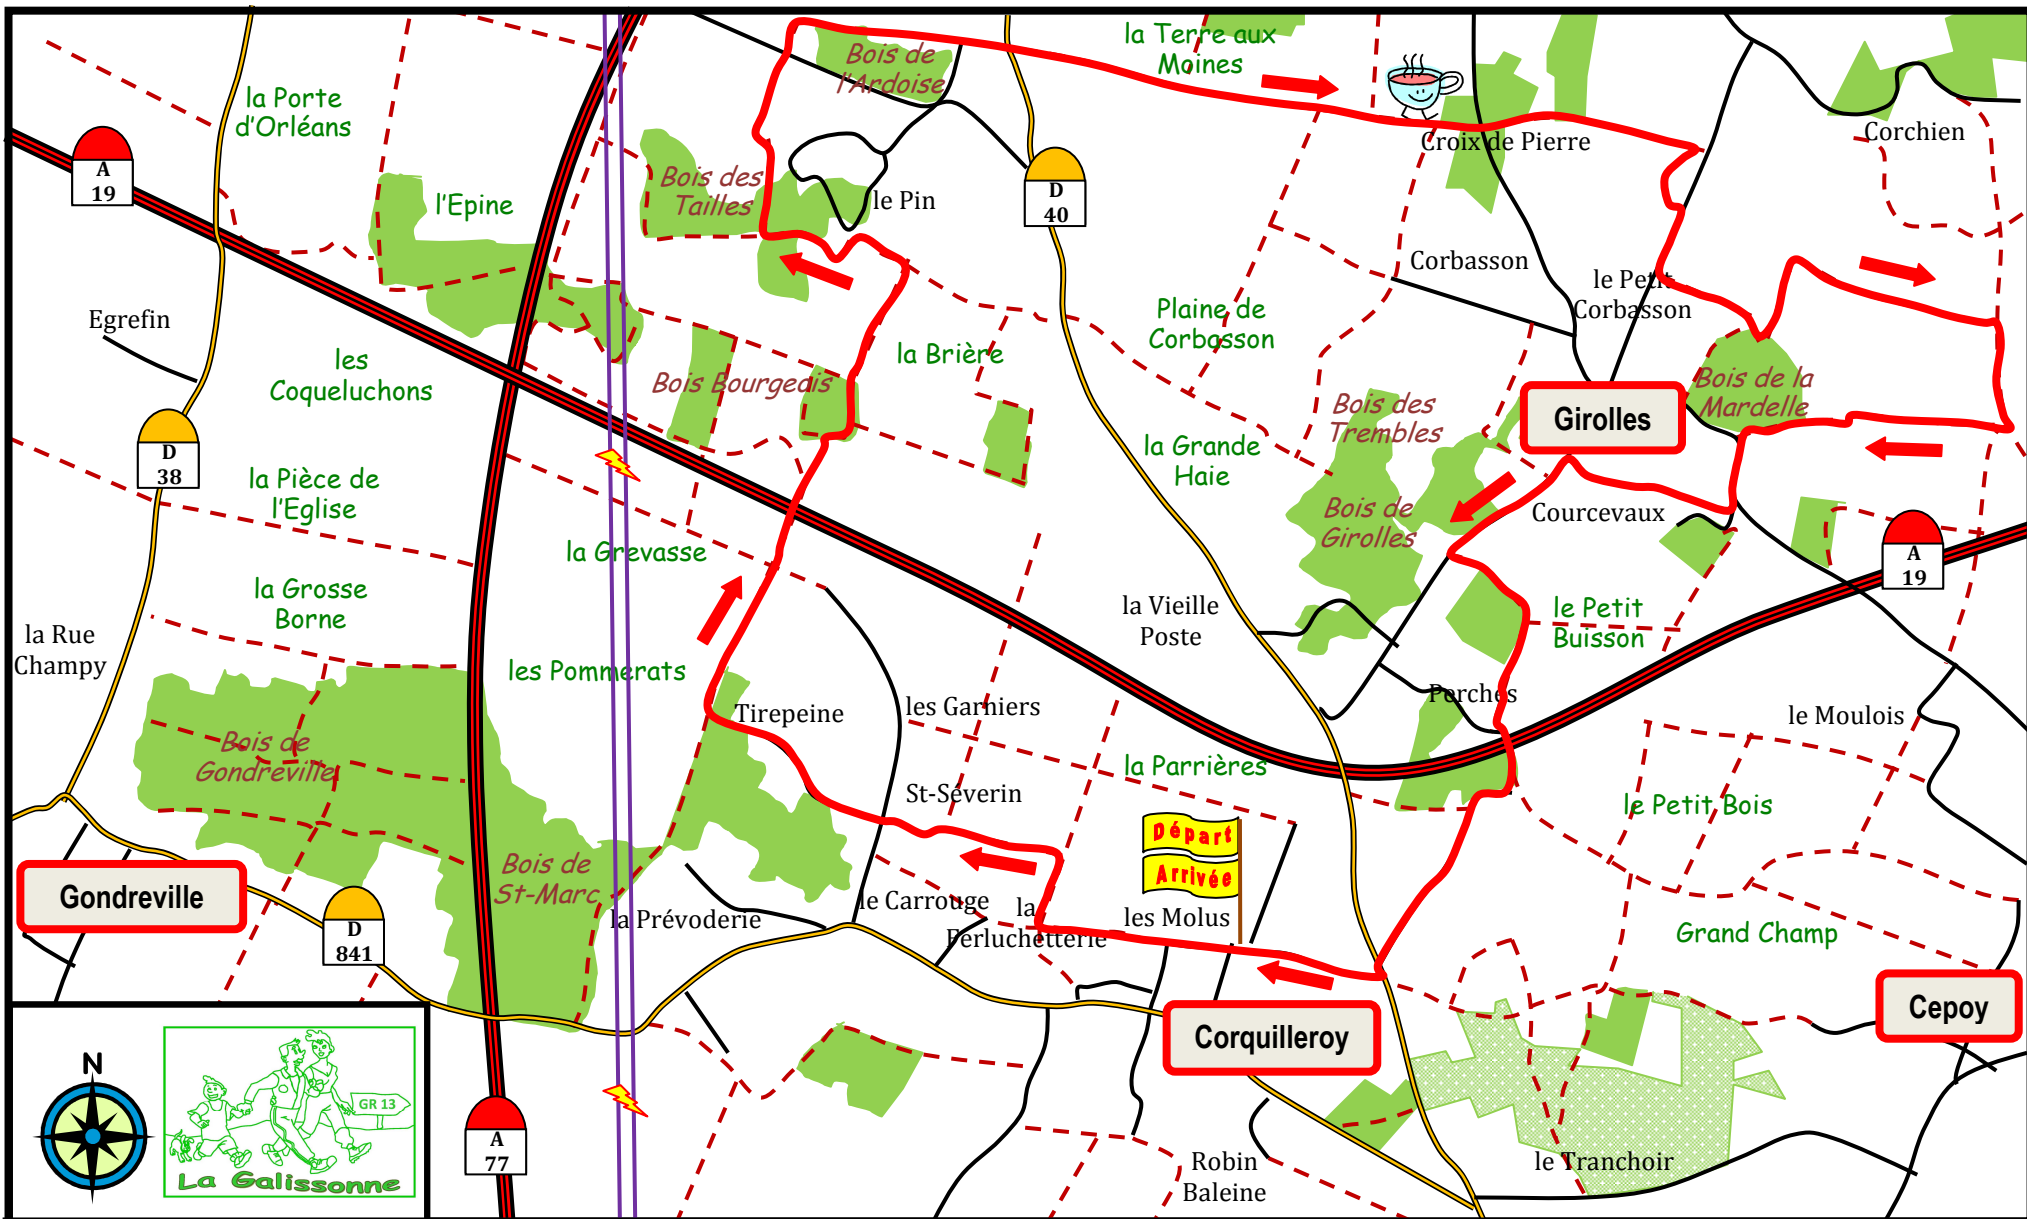 la Terre aux
Moines
Bois de
l'Ardoise
la Porte
d'Orléans
Croix de Pierre
Corchien
A
19
Bois des
Tailles
le Pin
l'Epine
D
40
Corbasson
le Petit
Corbasson
Egrefin
Plaine de
Corbasson
la Brière
les
Coqueluchons
Bois Bourgeois
Bois de la
Mardelle
Girolles
Bois des
Trembles
D
38
la Grande
Haie
la Pièce de
l'Eglise
Bois de
Girolles
Courcevaux
A
19
la Grevasse
la Grosse
Borne
la Vieille
Poste
le Petit
Buisson
la Rue
Champy
les Pommerats
Perches
Tirepeine
les Garniers
le Moulois
Bois de
Gondreville
la Parrières
St-Séverin
le Petit Bois
Départ
Arrivée
Bois de
St-Marc
Gondreville
le Carrouge
la
Ferluchetterie
les Molus
la Prévoderie
Grand Champ
D
841
Cepoy
Corquilleroy
N
GR 13
La Galissonne
A
77
Robin
Baleine
le Tranchoir